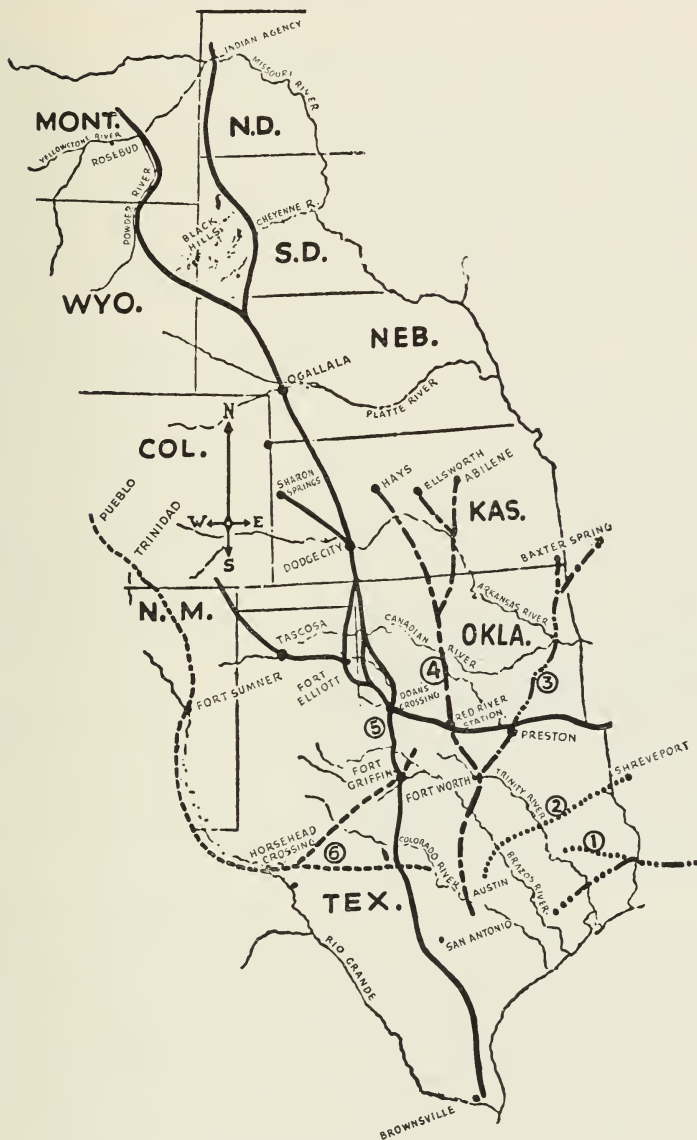 INDIAN AGENCY
MISSOURI RIVER
MONT.
N.D.
YELLOWSTONE RIVER
ROSEBUD
POWDER RIVER
BLACK HILLS
CHEYENNE R.
S.D.
WYO.
NEB.
OGALLALA
PLATTE RIVER
N
COL.
W E
S
SHARON SPRINGS
HAYS
ELLSWORTH
ABILENE
KAS.
PUEBLO
TRINIDAD
DODGE CITY
BAXTER SPRING
ARKANSAS RIVER
N. M.
TASCOSA
CANADIAN RIVER
OKLA.
FORT SUMNER
FORT ELLIOTT
DOANS CROSSING
4
3
RED RIVER STATION
5
PRESTON
FORT GRIFFIN
FORT WORTH
TRINITY RIVER
SHREVEPORT
2
1
HORSEHEAD CROSSING
6
COLORADO RIVER
AUSTIN
BRAZOS RIVER
TEX.
SAN ANTONIO
RIO GRANDE
BROWNSVILLE